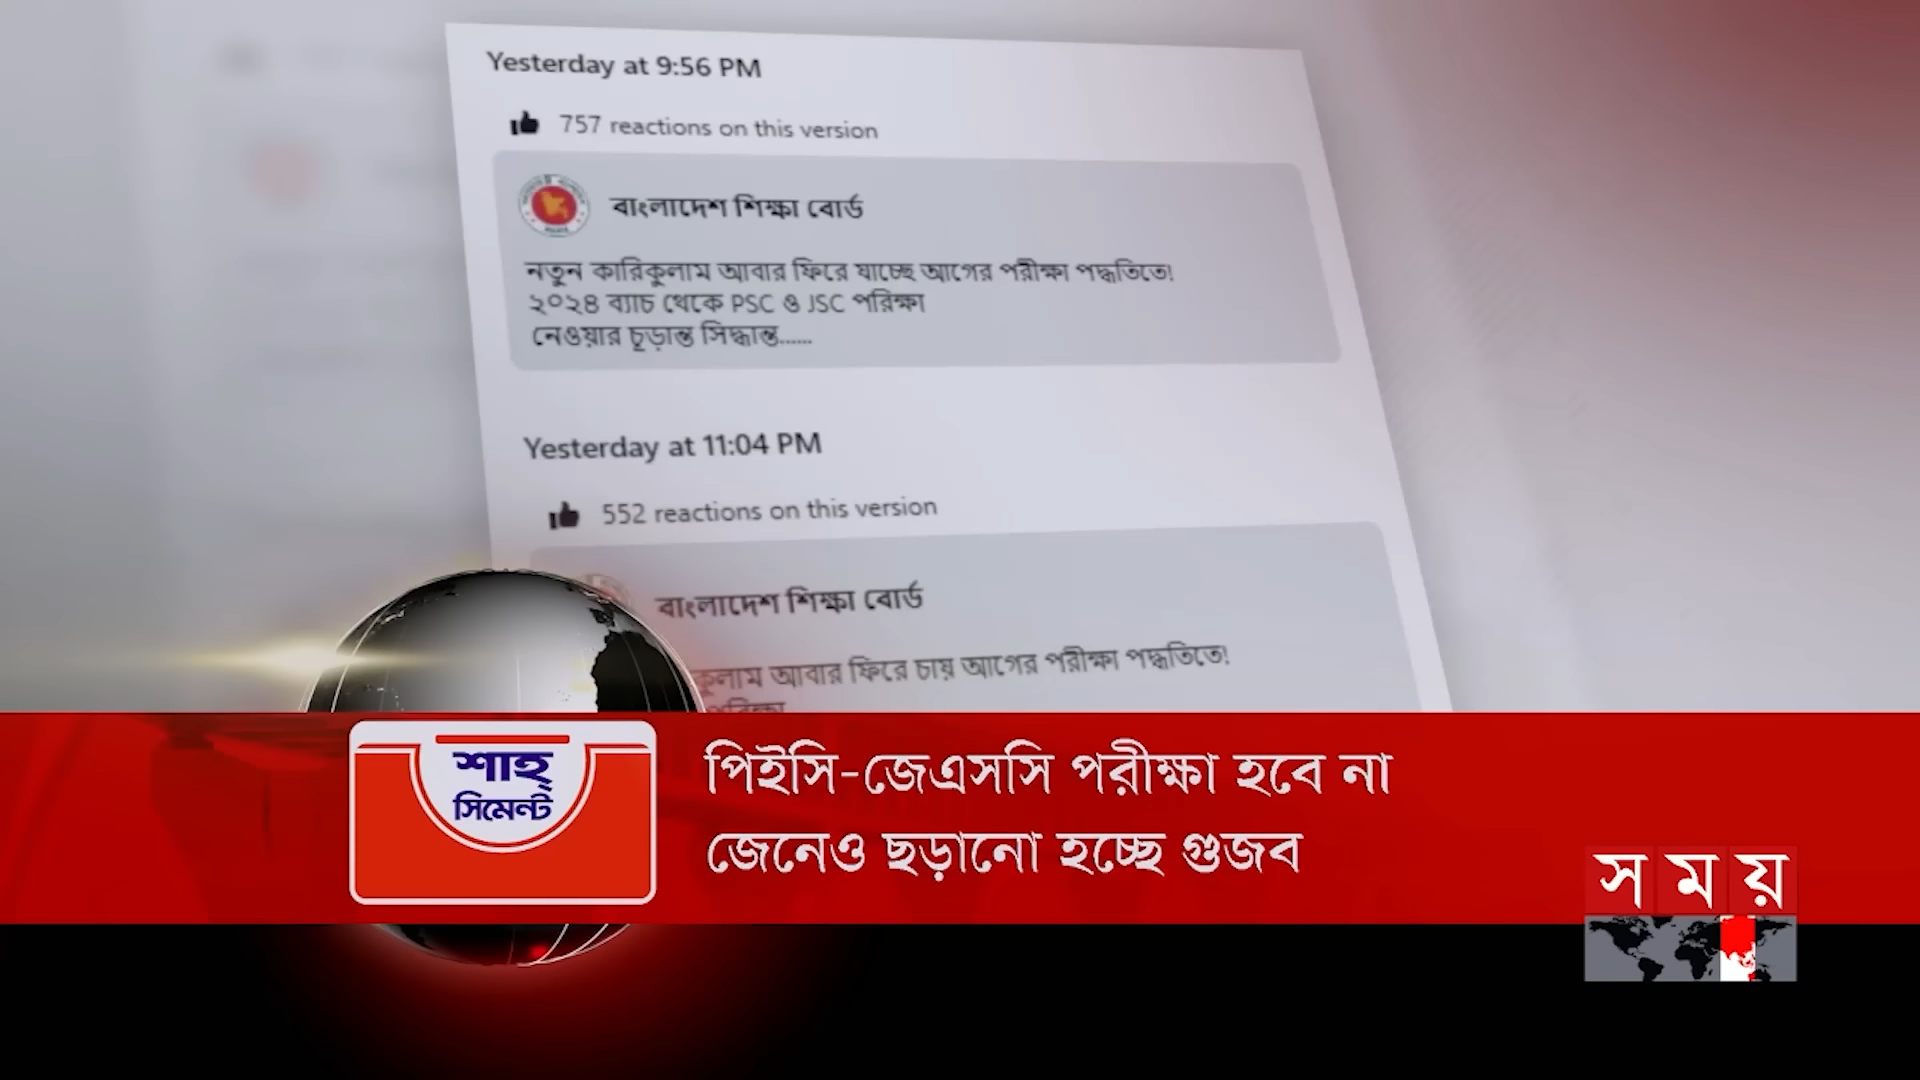 Yesterday at 9:56 PM
757 reactions on this version
বাংলাদেশ শিক্ষা বোর্ড
নতুন কারিকুলাম আবার ফিরে যাচ্ছে আগের পরীক্ষা পদ্ধতিতে!
২০২৪ ব্যাচ থেকে PSC ও JSC পরিক্ষা
নেওয়ার চূড়ান্ত সিদ্ধান্ত......
Yesterday at 11:04 PM
552 reactions on this version
বাংলাদেশ শিক্ষা বোর্ড
কুলাম আবার ফিরে চায় আগের পরীক্ষা পদ্ধতিতে!
শাহ্
সিমেন্ট
পিইসি-জেএসসি পরীক্ষা হবে না
জেনেও ছড়ানো হচ্ছে গুজব
সময়